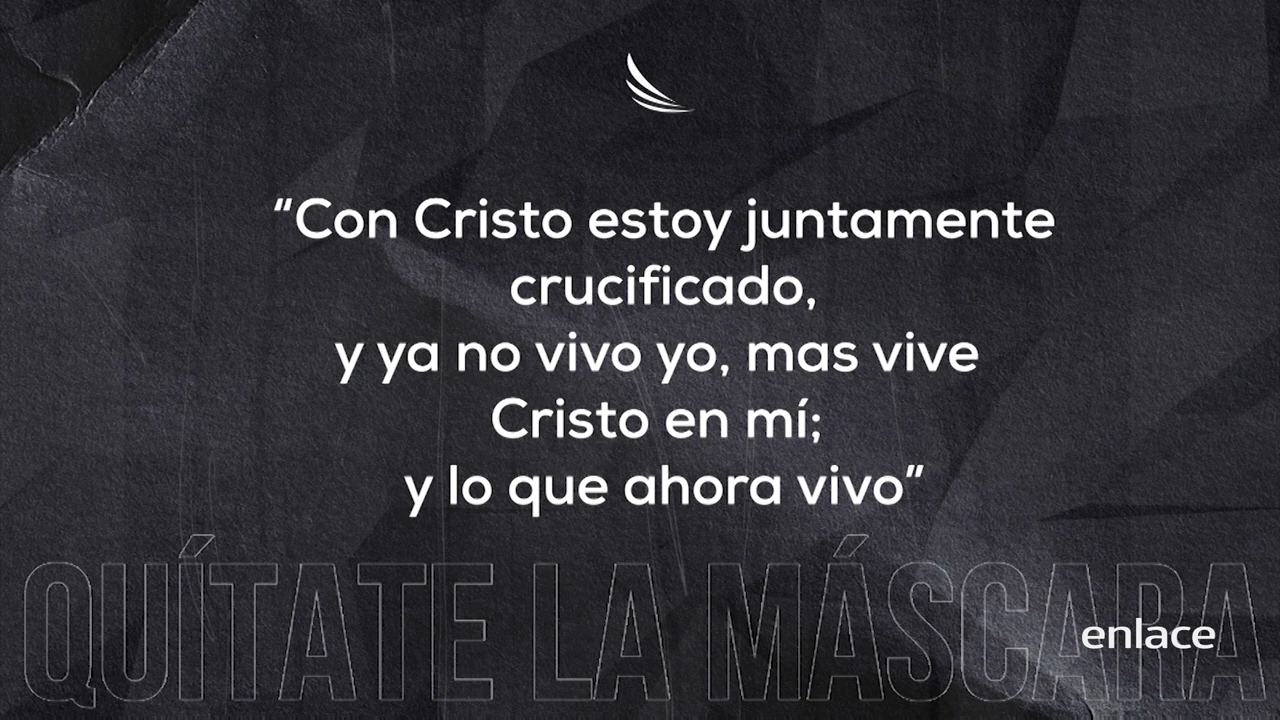 “Con Cristo estoy juntamente
crucificado,
y ya no vivo yo, mas vive
Cristo en mí;
y lo que ahora vivo”
QUÍTATE LA MÁSCARA
enlace